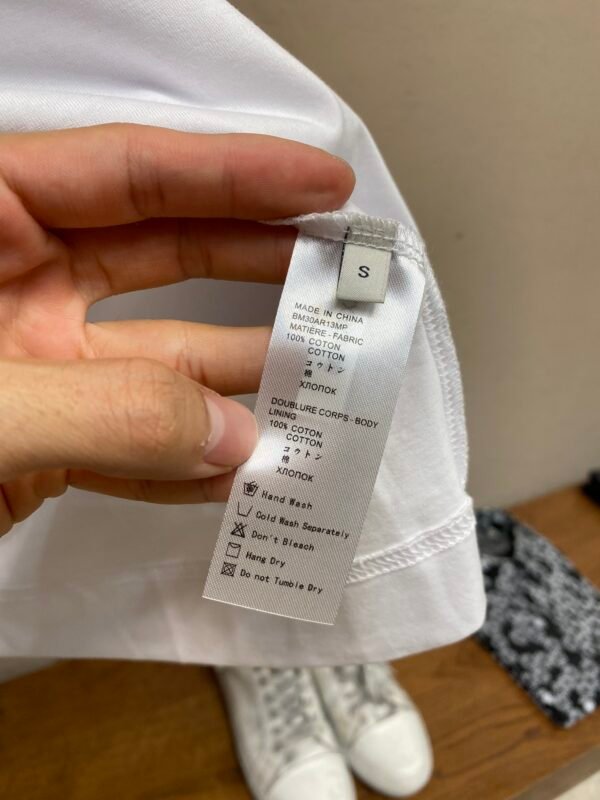 S
MADE IN CHINA
BM30AR13MP
MATIÈRE - FABRIC
100% COTON
COTTON
コットン
棉
ХЛОПОК
DOUBLURE CORPS - BODY
LINING
100% COTON
COTTON
コットン
棉
ХЛОПОК
Hand Wash
Gold Wash Separately
Don't Bleach
Hang Dry
Do not Tumble Dry